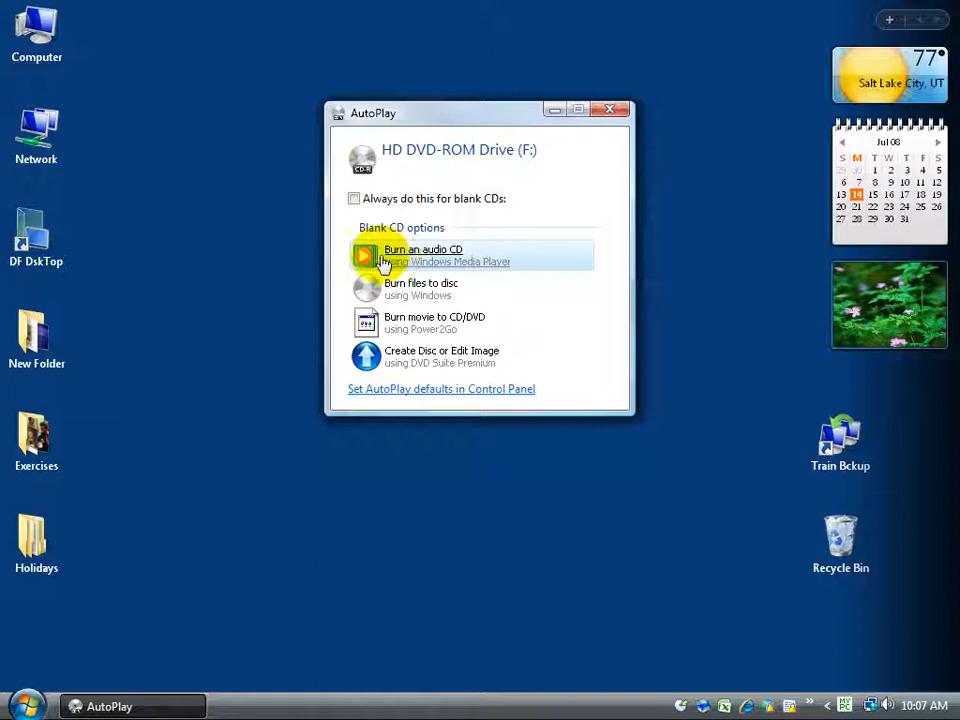 Computer
Network
DF DskTop
New Folder
Exercises
Holidays
AutoPlay
HD DVD-ROM Drive (F:)
CD-R
Always do this for blank CDs:
Blank CD options
Burn an audio CD
using Windows Media Player
Burn files to disc
using Windows
Burn movie to CD/DVD
using Power2Go
Create Disc or Edit Image
using DVD Suite Premium
Set AutoPlay defaults in Control Panel
77°
Salt Lake City, UT
Jul 08
S M T W T F S
29 30 1 2 3 4 5
6 7 8 9 10 11 12
13 14 15 16 17 18 19
20 21 22 23 24 25 26
27 28 29 30 31
Train Bckup
Recycle Bin
AutoPlay
MY PC
10:07 AM